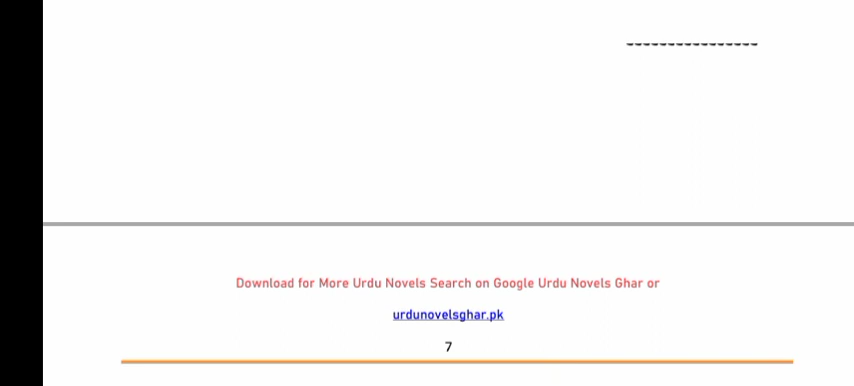 ----------------
Download for More Urdu Novels Search on Google Urdu Novels Ghar or
urdunovelsghar.pk
7